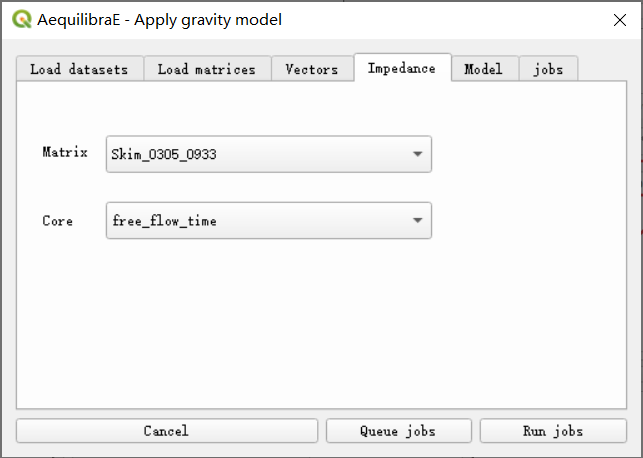 AequilibraE - Apply gravity model
Load datasets Load matrices Vectors Impedance Model jobs
Matrix Skim_0305_0933
Core free_flow_time
Cancel Queue jobs Run jobs